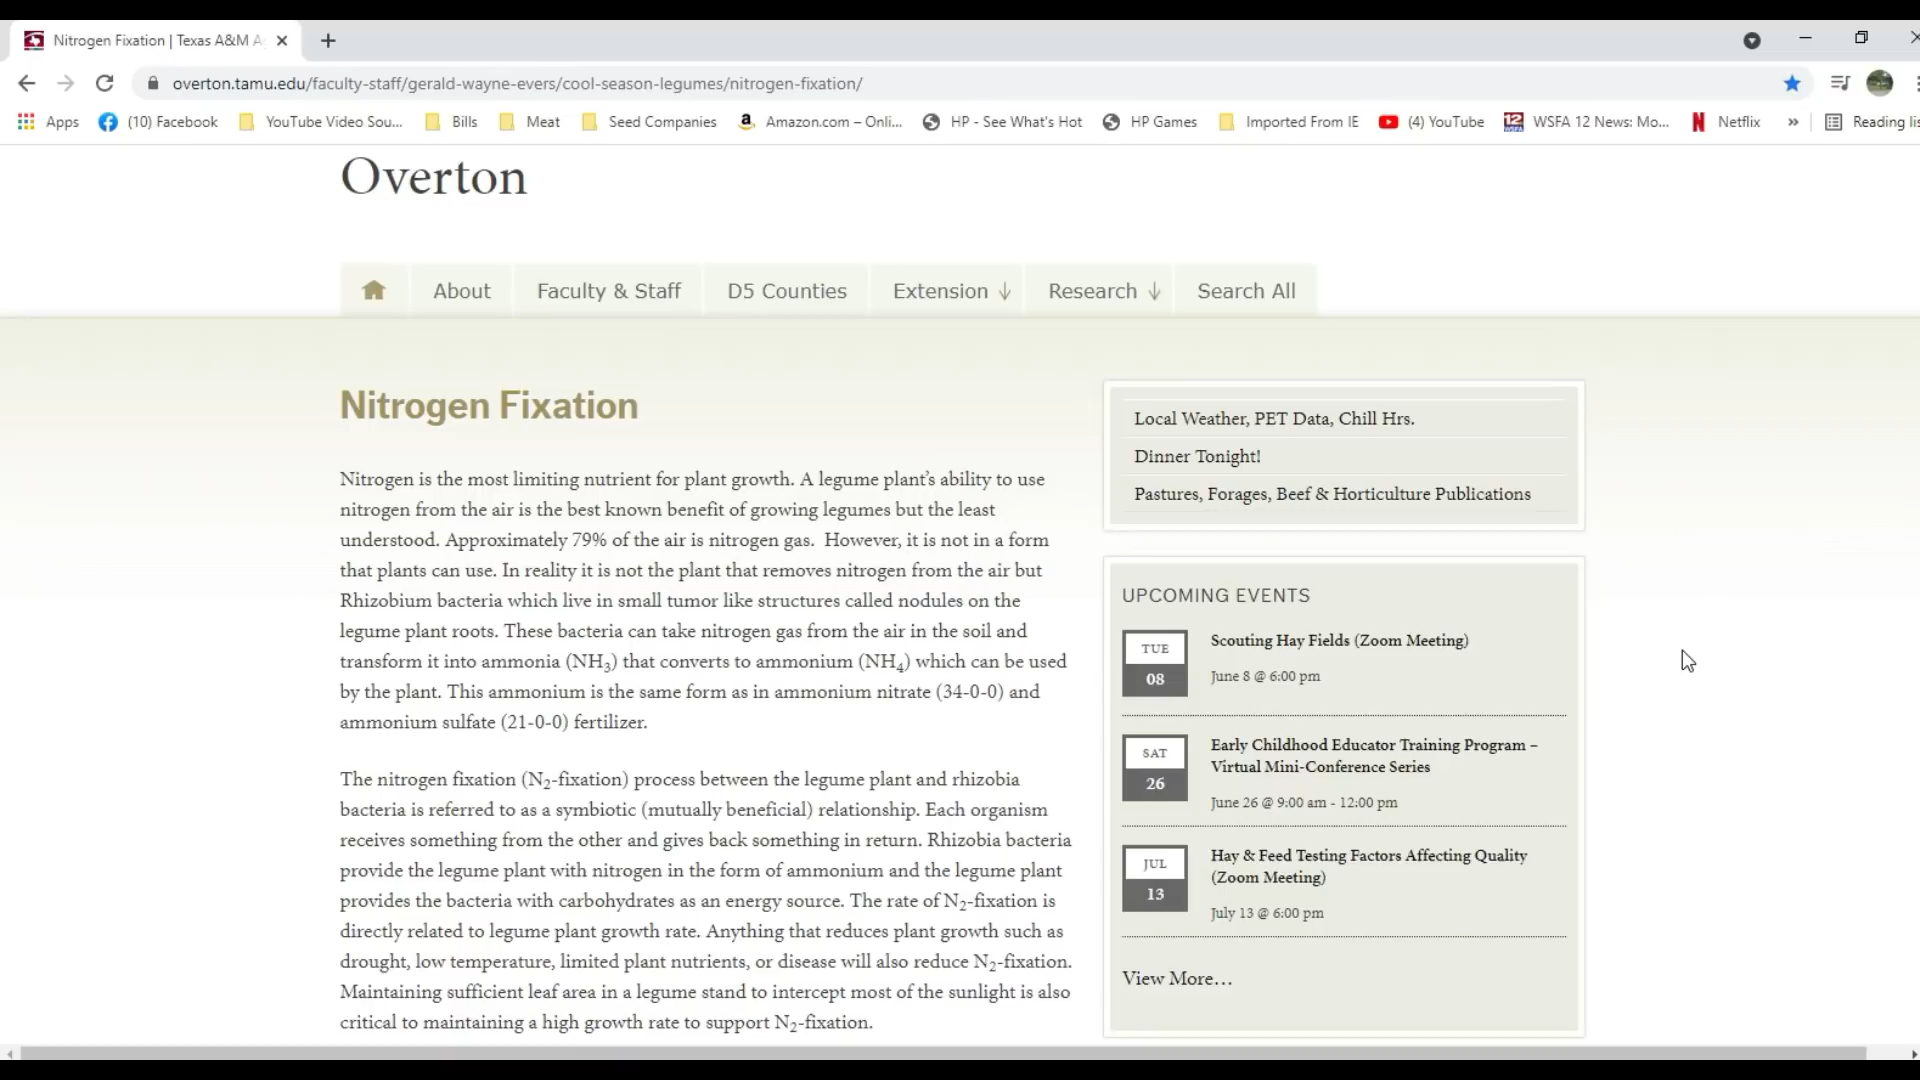 Nitrogen Fixation | Texas A&M A
overton.tamu.edu/faculty-staff/gerald-wayne-evers/cool-season-legumes/nitrogen-fixation/
Apps (10) Facebook YouTube Video Sou... Bills Meat Seed Companies Amazon.com – Onli... HP - See What's Hot HP Games Imported From IE (4) YouTube WSFA 12 News: Mo... Netflix » Reading lis
Overton
About Faculty & Staff D5 Counties Extension ↓ Research ↓ Search All
Nitrogen Fixation
Nitrogen is the most limiting nutrient for plant growth. A legume plant’s ability to use
nitrogen from the air is the best known benefit of growing legumes but the least
understood. Approximately 79% of the air is nitrogen gas. However, it is not in a form
that plants can use. In reality it is not the plant that removes nitrogen from the air but
Rhizobium bacteria which live in small tumor like structures called nodules on the
legume plant roots. These bacteria can take nitrogen gas from the air in the soil and
transform it into ammonia (NH₃) that converts to ammonium (NH₄) which can be used
by the plant. This ammonium is the same form as in ammonium nitrate (34-0-0) and
ammonium sulfate (21-0-0) fertilizer.
The nitrogen fixation (N₂-fixation) process between the legume plant and rhizobia
bacteria is referred to as a symbiotic (mutually beneficial) relationship. Each organism
receives something from the other and gives back something in return. Rhizobia bacteria
provide the legume plant with nitrogen in the form of ammonium and the legume plant
provides the bacteria with carbohydrates as an energy source. The rate of N₂-fixation is
directly related to legume plant growth rate. Anything that reduces plant growth such as
drought, low temperature, limited plant nutrients, or disease will also reduce N₂-fixation.
Maintaining sufficient leaf area in a legume stand to intercept most of the sunlight is also
critical to maintaining a high growth rate to support N₂-fixation.
Local Weather, PET Data, Chill Hrs.
Dinner Tonight!
Pastures, Forages, Beef & Horticulture Publications
UPCOMING EVENTS
TUE
08
Scouting Hay Fields (Zoom Meeting)
June 8 @ 6:00 pm
SAT
26
Early Childhood Educator Training Program –
Virtual Mini-Conference Series
June 26 @ 9:00 am - 12:00 pm
JUL
13
Hay & Feed Testing Factors Affecting Quality
(Zoom Meeting)
July 13 @ 6:00 pm
View More…